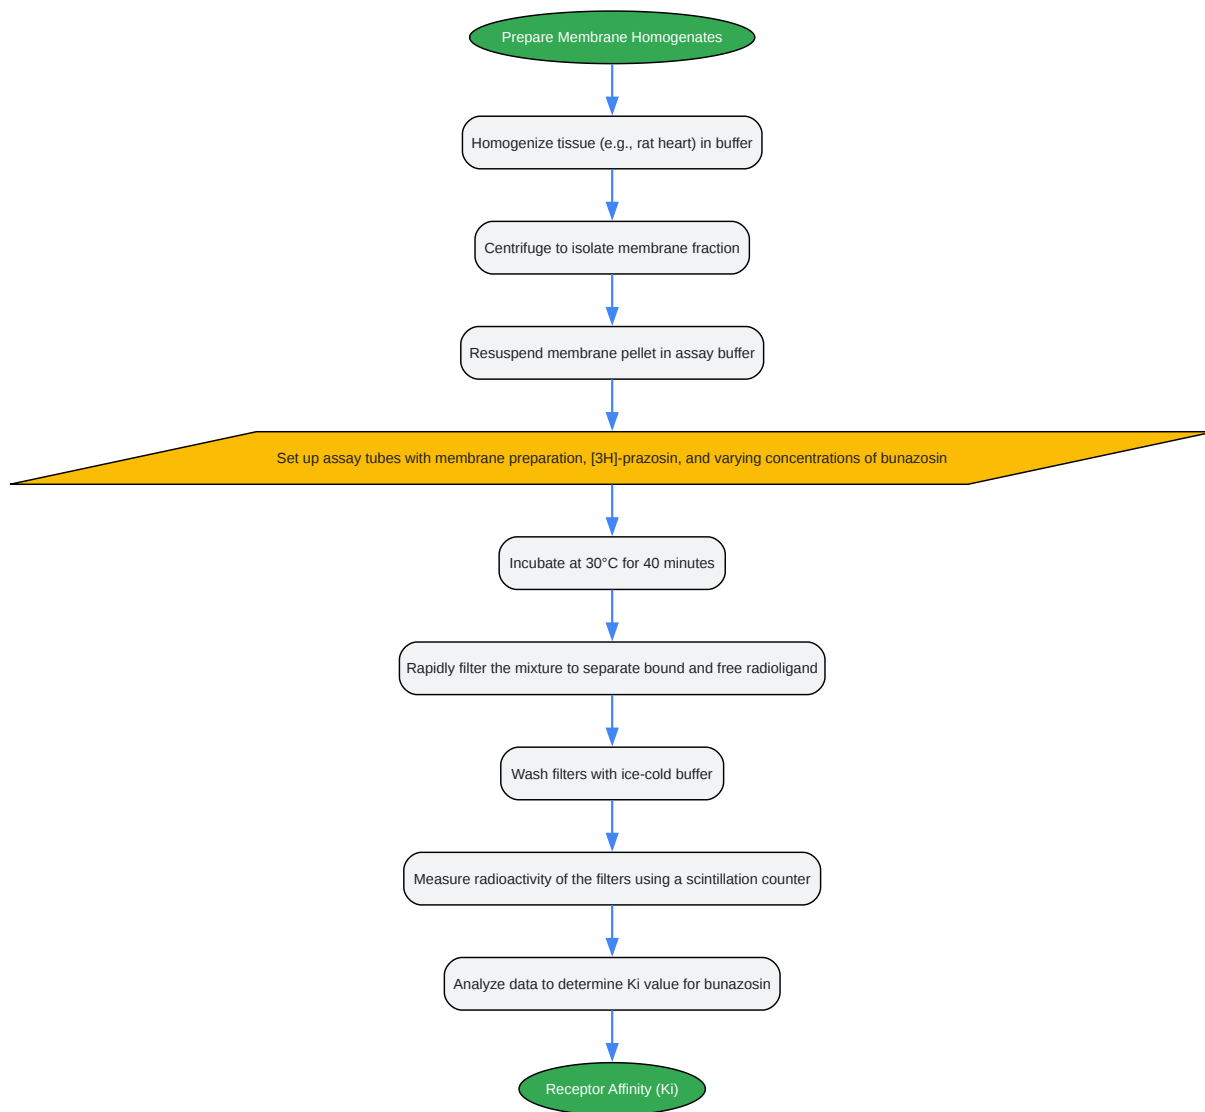 Prepare Membrane Homogenates
Homogenize tissue (e.g., rat heart) in buffer
Centrifuge to isolate membrane fraction
Resuspend membrane pellet in assay buffer
Set up assay tubes with membrane preparation, [3H]-prazosin, and varying concentrations of bunazosin
Incubate at 30°C for 40 minutes
Rapidly filter the mixture to separate bound and free radioligand
Wash filters with ice-cold buffer
Measure radioactivity of the filters using a scintillation counter
Analyze data to determine Ki value for bunazosin
Receptor Affinity (Ki)